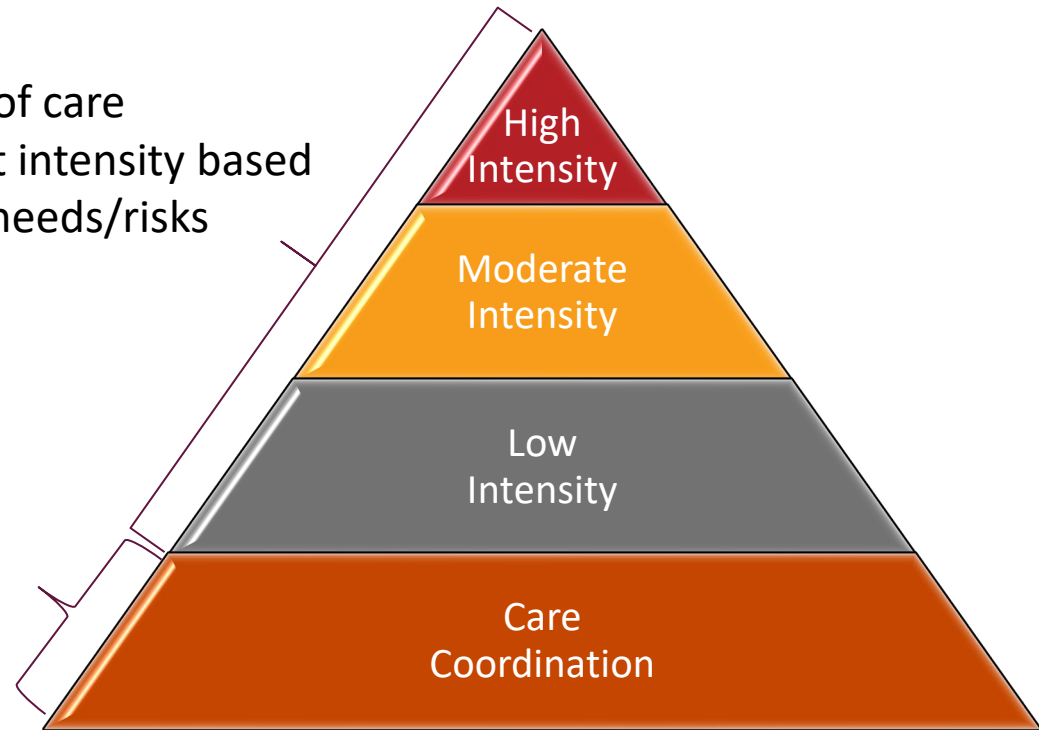 of care
t intensity based
needs/risks
High
Intensity
Moderate
Intensity
Low
Intensity
Care
Coordination